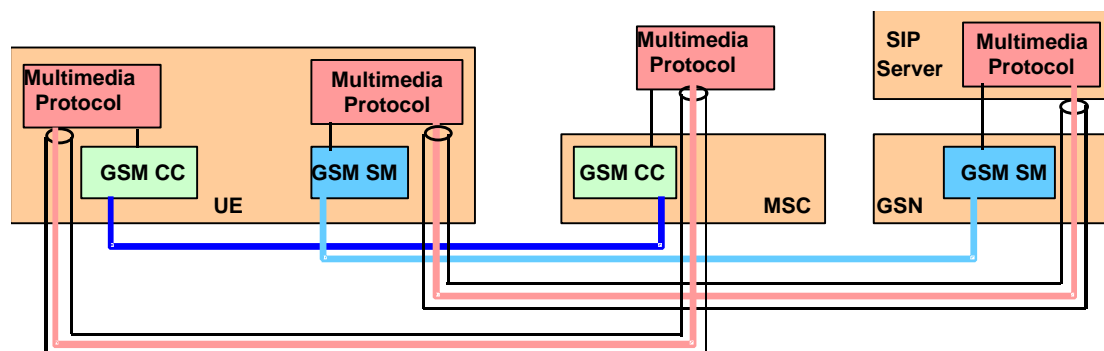 Multimedia
Protocol
Multimedia
Protocol
Multimedia
Protocol
SIP
Server
Multimedia
Protocol
GSM CC
GSM SM
GSM CC
GSM SM
UE
MSC
GSN